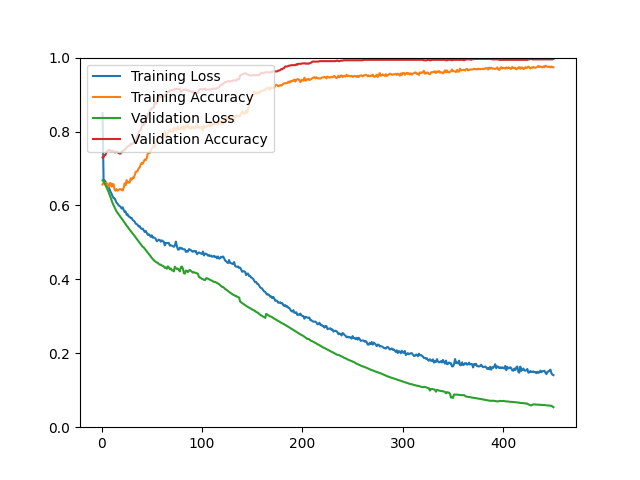 1.0
0.8
0.6
0.4
0.2
0.0
Training Loss
Training Accuracy
Validation Loss
Validation Accuracy
0 100 200 300 400